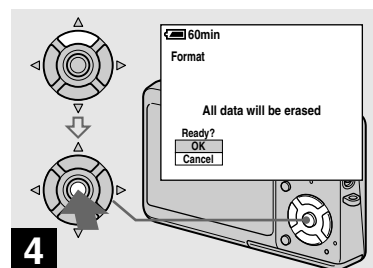 60min
Format
All data will be erased
Ready?
OK
Cancel
4